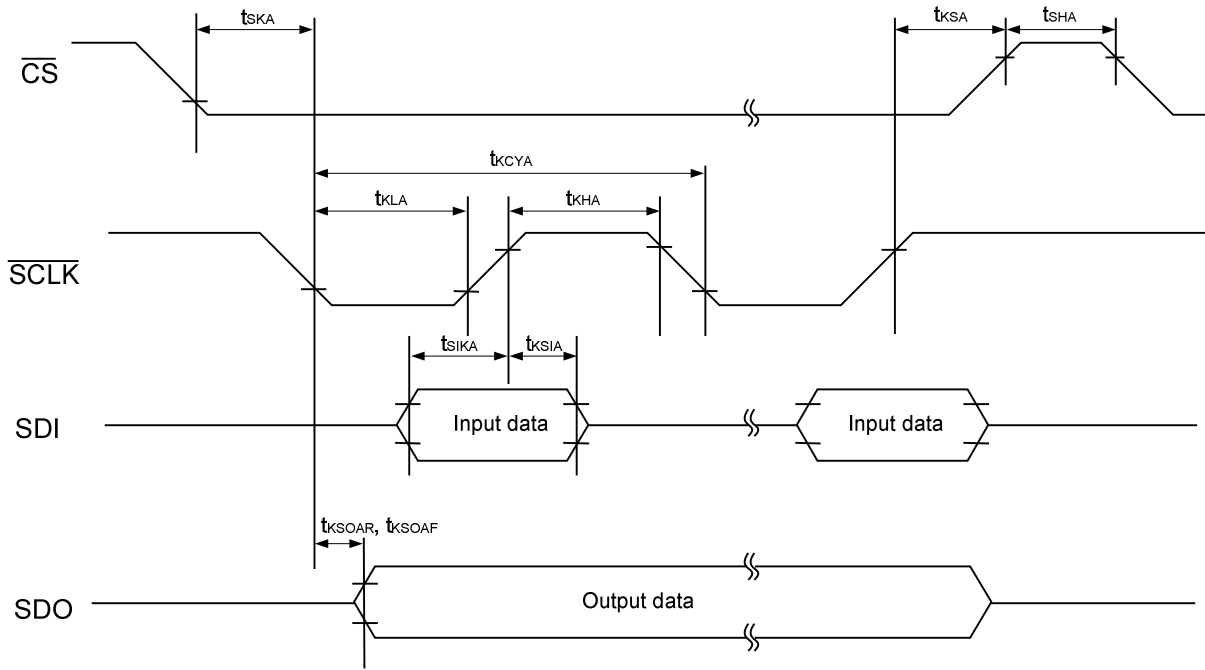 tSKA
tKSA
tSHA
CS
tKCYA
tKLA
tKHA
SCLK
tSIKA
tKSIA
SDI
Input data
Input data
tKSOAR, tKSOAF
SDO
Output data